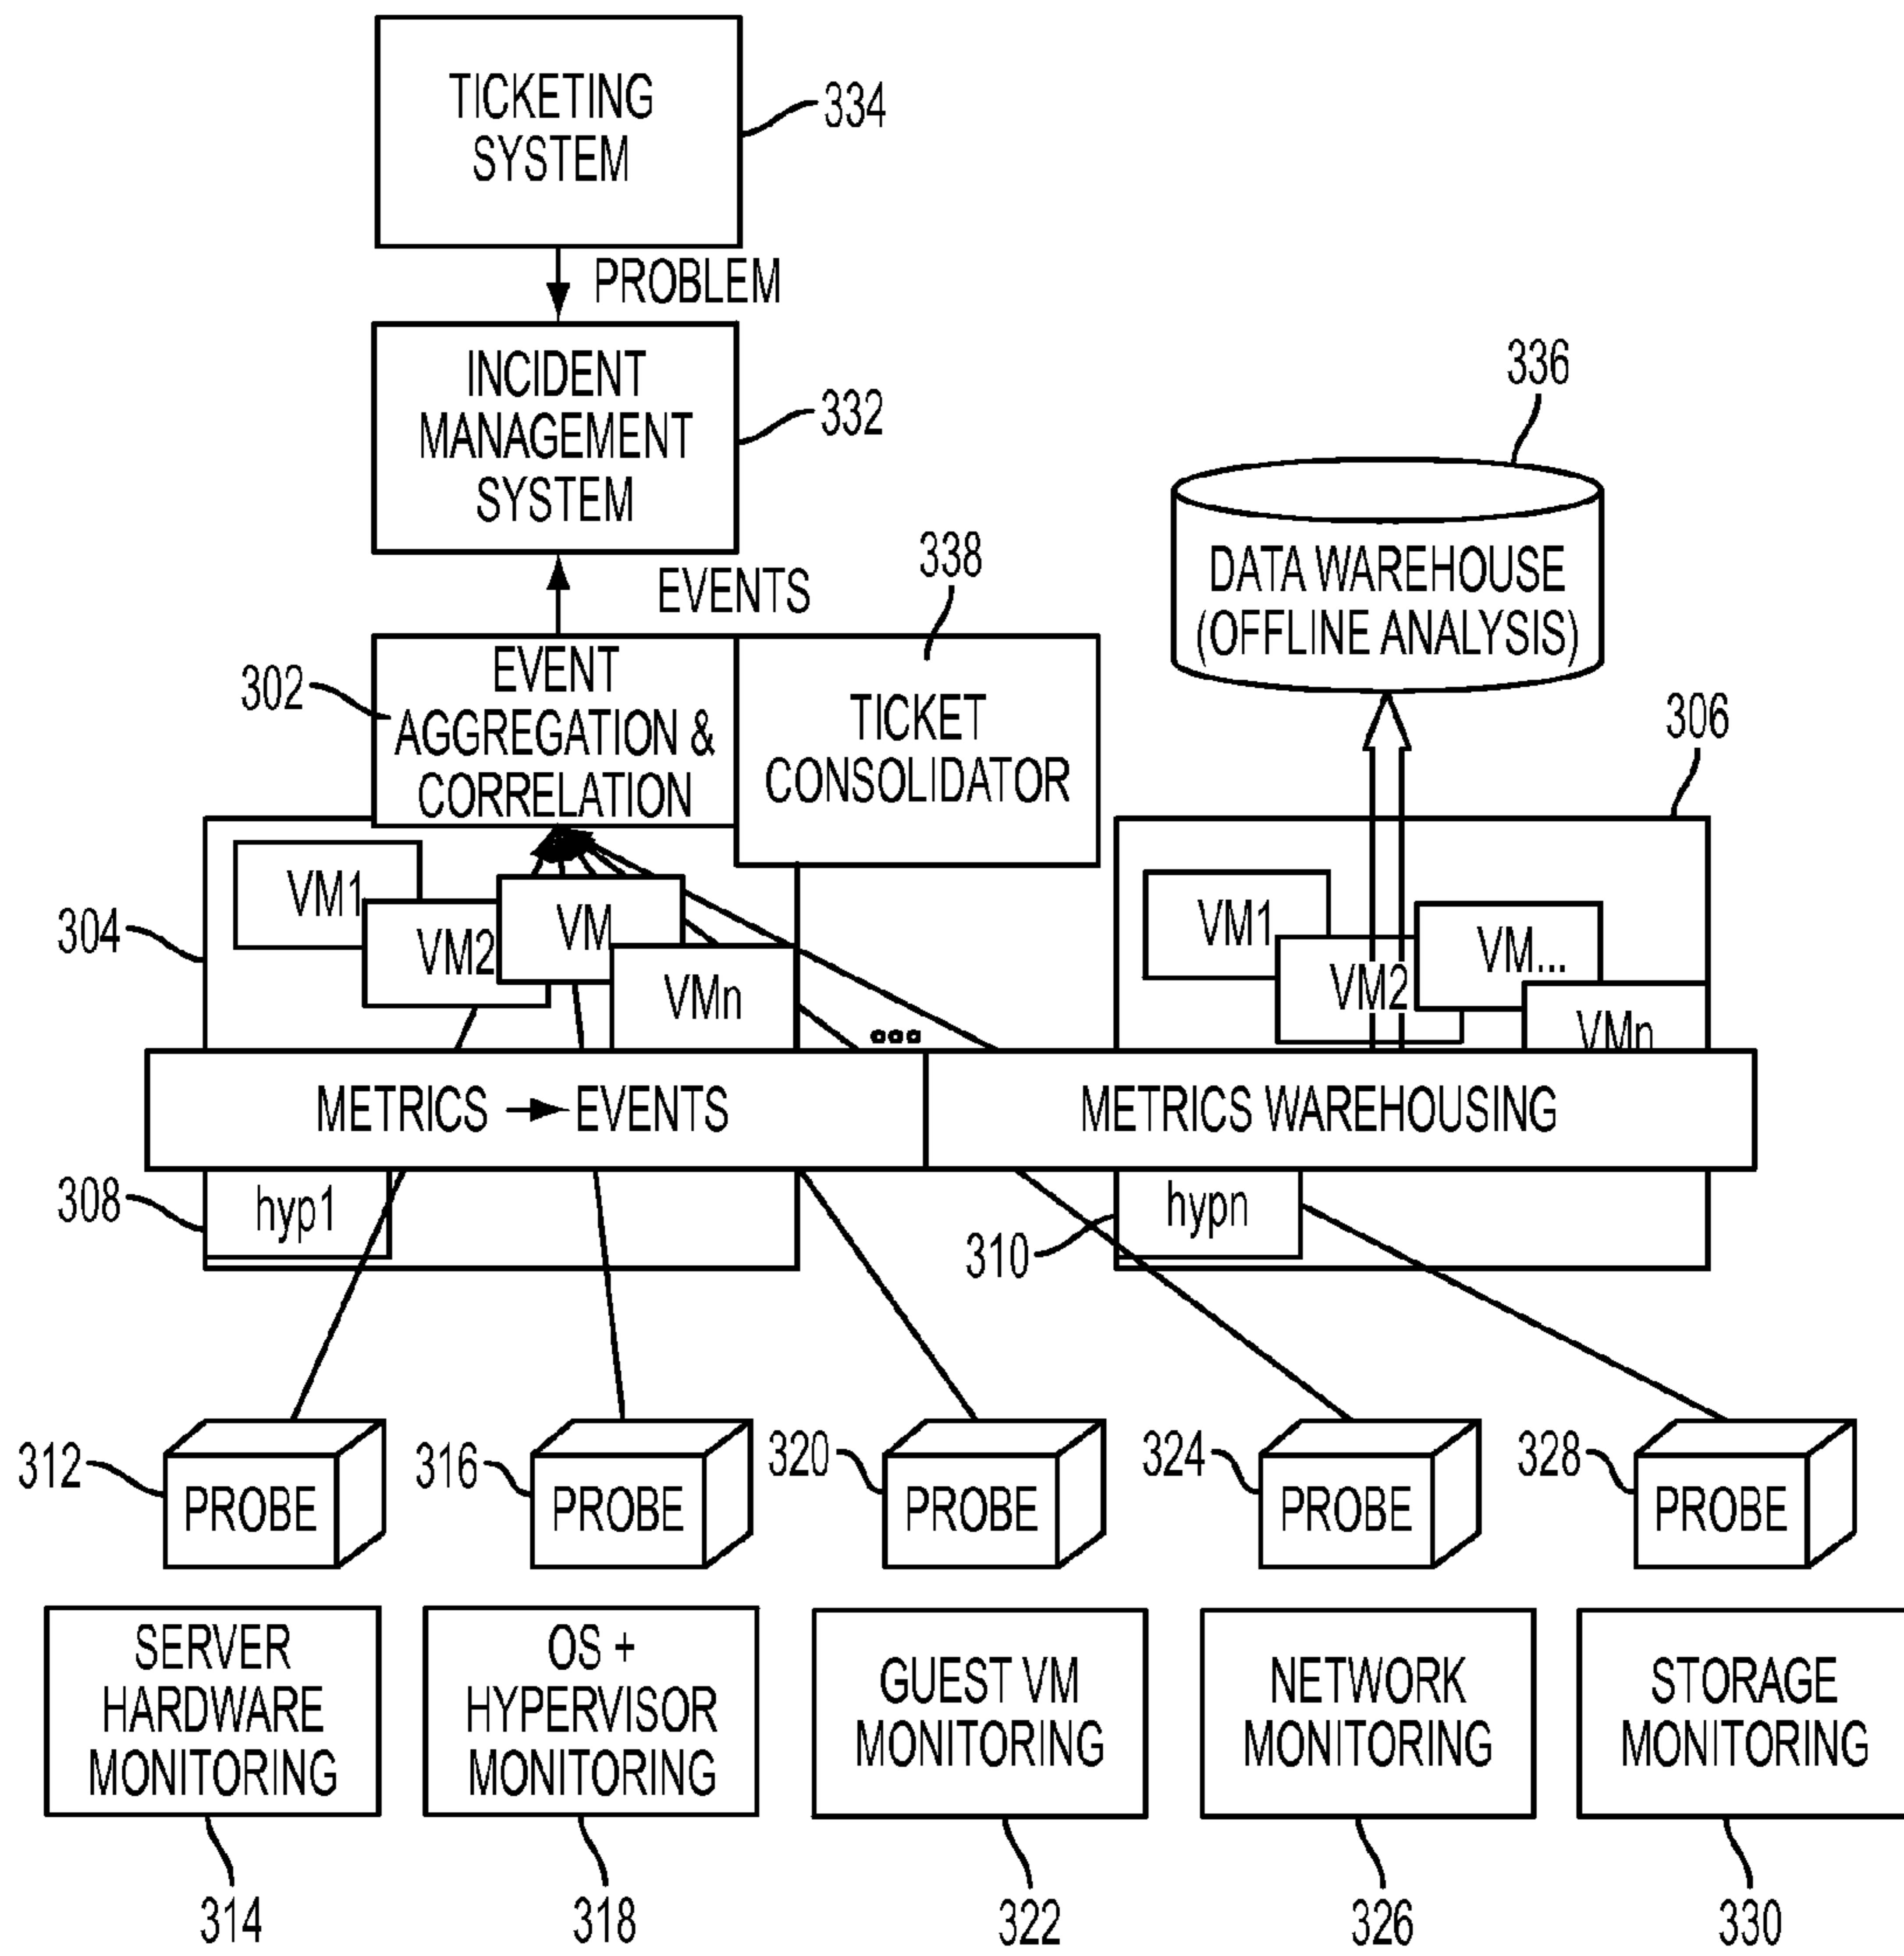 TICKETING
SYSTEM
334
PROBLEM
INCIDENT
MANAGEMENT
SYSTEM
332
336
EVENTS
338
DATA WAREHOUSE
(OFFLINE ANALYSIS)
302
EVENT
AGGREGATION &
CORRELATION
TICKET
CONSOLIDATOR
306
304
VM1
VM2
VM
VMn
VM1
VM2
VM...
VMn
METRICS → EVENTS
METRICS WAREHOUSING
308
hyp1
310
hypn
312
PROBE
316
PROBE
320
PROBE
324
PROBE
328
PROBE
SERVER
HARDWARE
MONITORING
OS +
HYPERVISOR
MONITORING
GUEST VM
MONITORING
NETWORK
MONITORING
STORAGE
MONITORING
314
318
322
326
330